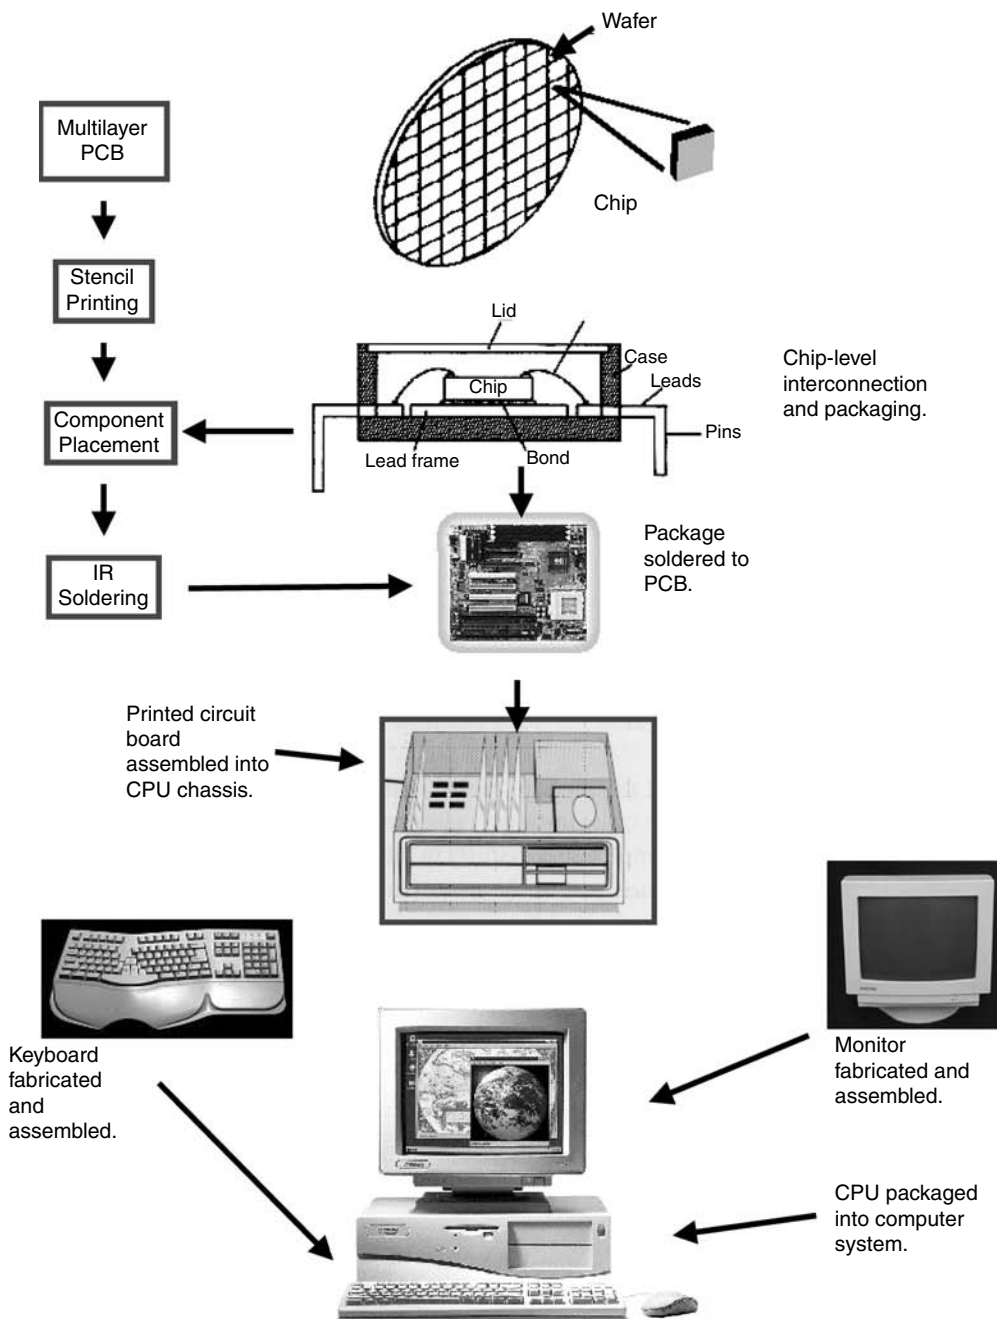 Wafer
Multilayer
PCB
Chip
Stencil
Printing
Lid
Case
Chip
Leads
Chip-level
interconnection
and packaging.
Component
Placement
Pins
Lead frame
Bond
Package
soldered to
PCB.
IR
Soldering
Printed circuit
board
assembled into
CPU chassis.
Keyboard
fabricated
and
assembled.
Monitor
fabricated and
assembled.
CPU packaged
into computer
system.